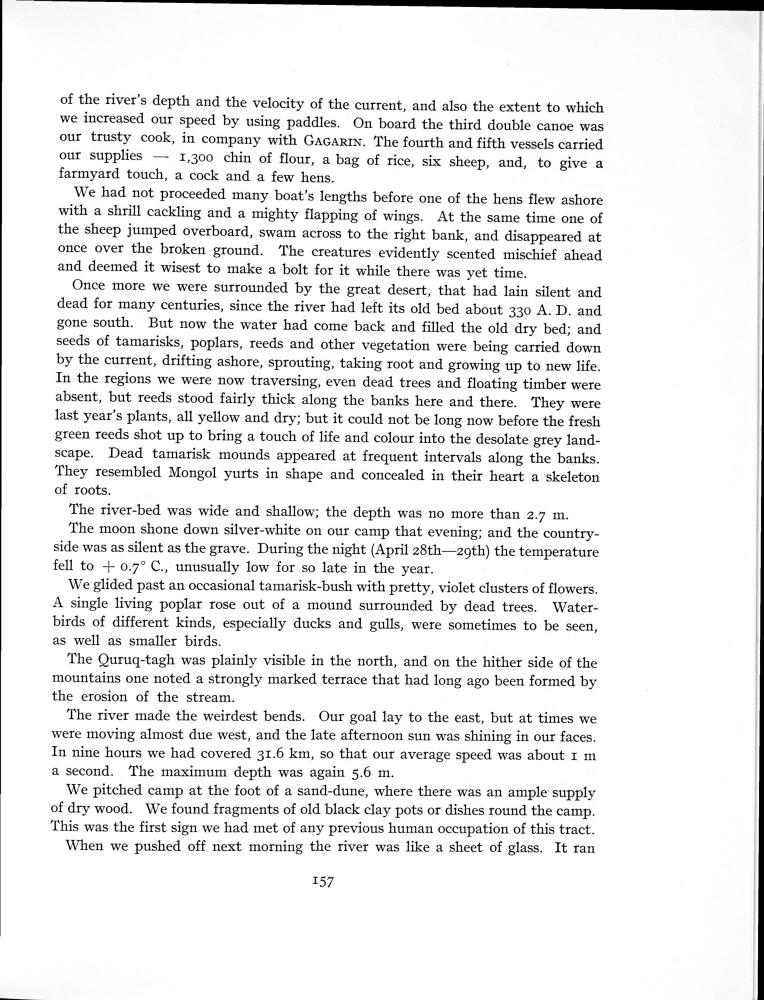 of the river's depth and the velocity of the current, and also the extent to which
we increased our speed by using paddles. On board the third double canoe was
our trusty cook, in company with GAGARIN. The fourth and fifth vessels carried
our supplies — 1,300 chin of flour, a bag of rice, six sheep, and, to give a
farmyard touch, a cock and a few hens.
We had not proceeded many boat's lengths before one of the hens flew ashore
with a shrill cackling and a mighty flapping of wings. At the same time one of
the sheep jumped overboard, swam across to the right bank, and disappeared at
once over the broken ground. The creatures evidently scented mischief ahead
and deemed it wisest to make a bolt for it while there was yet time.
Once more we were surrounded by the great desert, that had lain silent and
dead for many centuries, since the river had left its old bed about 330 A. D. and
gone south. But now the water had come back and filled the old dry bed; and
seeds of tamarisks, poplars, reeds and other vegetation were being carried down
by the current, drifting ashore, sprouting, taking root and growing up to new life.
In the regions we were now traversing, even dead trees and floating timber were
absent, but reeds stood fairly thick along the banks here and there. They were
last year's plants, all yellow and dry; but it could not be long now before the fresh
green reeds shot up to bring a touch of life and colour into the desolate grey land-
scape. Dead tamarisk mounds appeared at frequent intervals along the banks.
They resembled Mongol yurts in shape and concealed in their heart a skeleton
of roots.
The river-bed was wide and shallow; the depth was no more than 2.7 m.
The moon shone down silver-white on our camp that evening; and the country-
side was as silent as the grave. During the night (April 28th—29th) the temperature
fell to + 0.7° C., unusually low for so late in the year.
We glided past an occasional tamarisk-bush with pretty, violet clusters of flowers.
A single living poplar rose out of a mound surrounded by dead trees. Water-
birds of different kinds, especially ducks and gulls, were sometimes to be seen,
as well as smaller birds.
The Quruq-tagh was plainly visible in the north, and on the hither side of the
mountains one noted a strongly marked terrace that had long ago been formed by
the erosion of the stream.
The river made the weirdest bends. Our goal lay to the east, but at times we
were moving almost due west, and the late afternoon sun was shining in our faces.
In nine hours we had covered 31.6 km, so that our average speed was about 1 m
a second. The maximum depth was again 5.6 m.
We pitched camp at the foot of a sand-dune, where there was an ample supply
of dry wood. We found fragments of old black clay pots or dishes round the camp.
This was the first sign we had met of any previous human occupation of this tract.
When we pushed off next morning the river was like a sheet of glass. It ran
157